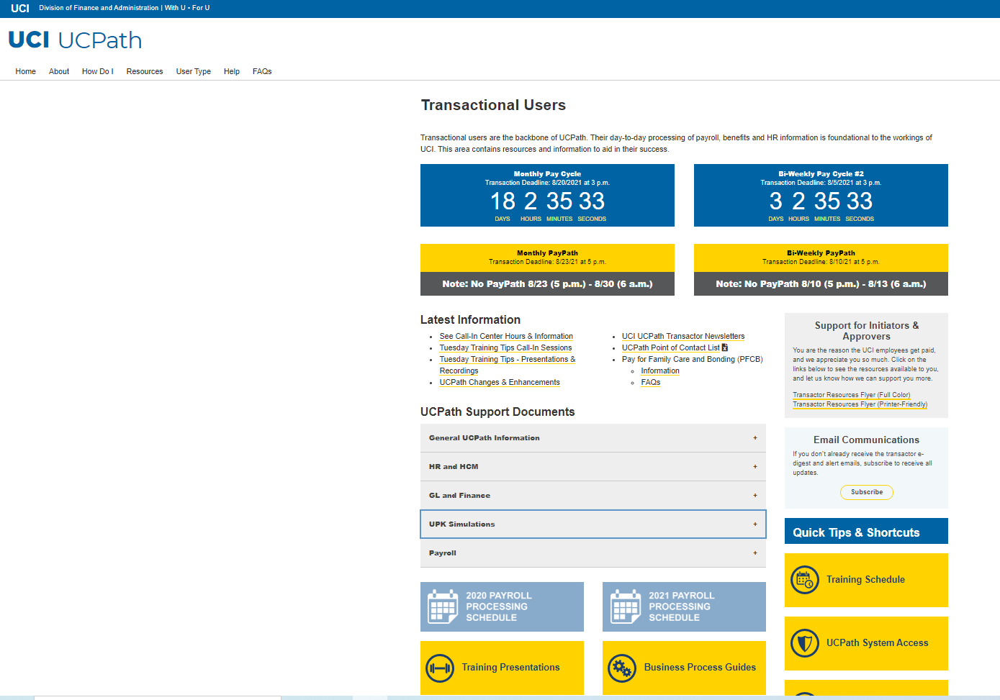 UCI Division of Finance and Administration | With U • For U
UCI UCPath
Home About How Do I Resources User Type Help FAQs
Transactional Users
Transactional users are the backbone of UCPath. Their day-to-day processing of payroll, benefits and HR information is foundational to the workings of
UCI. This area contains resources and information to aid in their success.
Monthly Pay Cycle
Transaction Deadline: 8/20/2021 at 3 p.m.
18 2 35 33
DAYS HOURS MINUTES SECONDS
Bi-Weekly Pay Cycle #2
Transaction Deadline: 8/5/2021 at 3 p.m.
3 2 35 33
DAYS HOURS MINUTES SECONDS
Monthly PayPath
Transaction Deadline: 8/23/21 at 5 p.m.
Note: No PayPath 8/23 (5 p.m.) - 8/30 (6 a.m.)
Bi-Weekly PayPath
Transaction Deadline: 8/10/21 at 5 p.m.
Note: No PayPath 8/10 (5 p.m.) - 8/13 (6 a.m.)
Latest Information
See Call-In Center Hours & Information
Tuesday Training Tips Call-In Sessions
Tuesday Training Tips - Presentations &
Recordings
UCPath Changes & Enhancements
UCI UCPath Transactor Newsletters
UCPath Point of Contact List
Pay for Family Care and Bonding (PFCB)
Information
FAQs
UCPath Support Documents
General UCPath Information +
HR and HCM +
GL and Finance +
UPK Simulations +
Payroll +
2020 PAYROLL
PROCESSING
SCHEDULE
2021 PAYROLL
PROCESSING
SCHEDULE
Training Presentations
Business Process Guides
Support for Initiators &
Approvers
You are the reason the UCI employees get paid,
and we appreciate you so much. Click on the
links below to see the resources available to you,
and let us know how we can support you more.
Transactor Resources Flyer (Full Color)
Transactor Resources Flyer (Printer-Friendly)
Email Communications
If you don't already receive the transactor e-
digest and alert emails, subscribe to receive all
updates.
Subscribe
Quick Tips & Shortcuts
Training Schedule
UCPath System Access